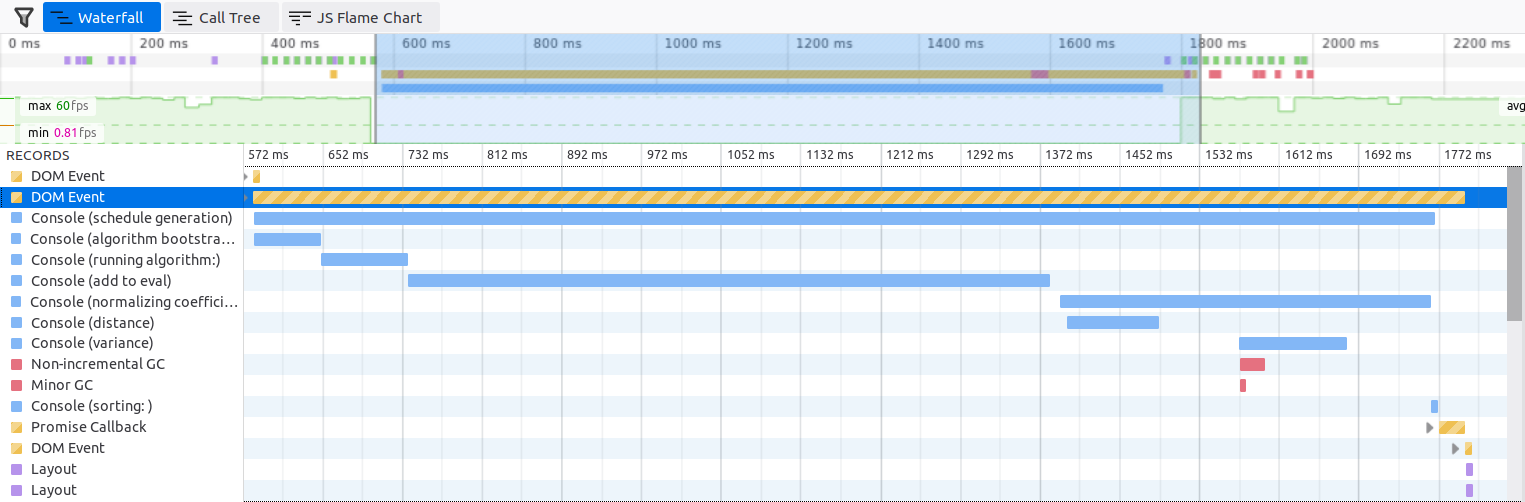 Waterfall Call Tree JS Flame Chart
0 ms 200 ms 400 ms 600 ms 800 ms 1000 ms 1200 ms 1400 ms 1600 ms 1800 ms 2000 ms 2200 ms
max 60fps avg
min 0.81fps
RECORDS 572 ms 652 ms 732 ms 812 ms 892 ms 972 ms 1052 ms 1132 ms 1212 ms 1292 ms 1372 ms 1452 ms 1532 ms 1612 ms 1692 ms 1772 ms
DOM Event
DOM Event
Console (schedule generation)
Console (algorithm bootstra…
Console (running algorithm:)
Console (add to eval)
Console (normalizing coeffici…
Console (distance)
Console (variance)
Non-incremental GC
Minor GC
Console (sorting: )
Promise Callback
DOM Event
Layout
Layout